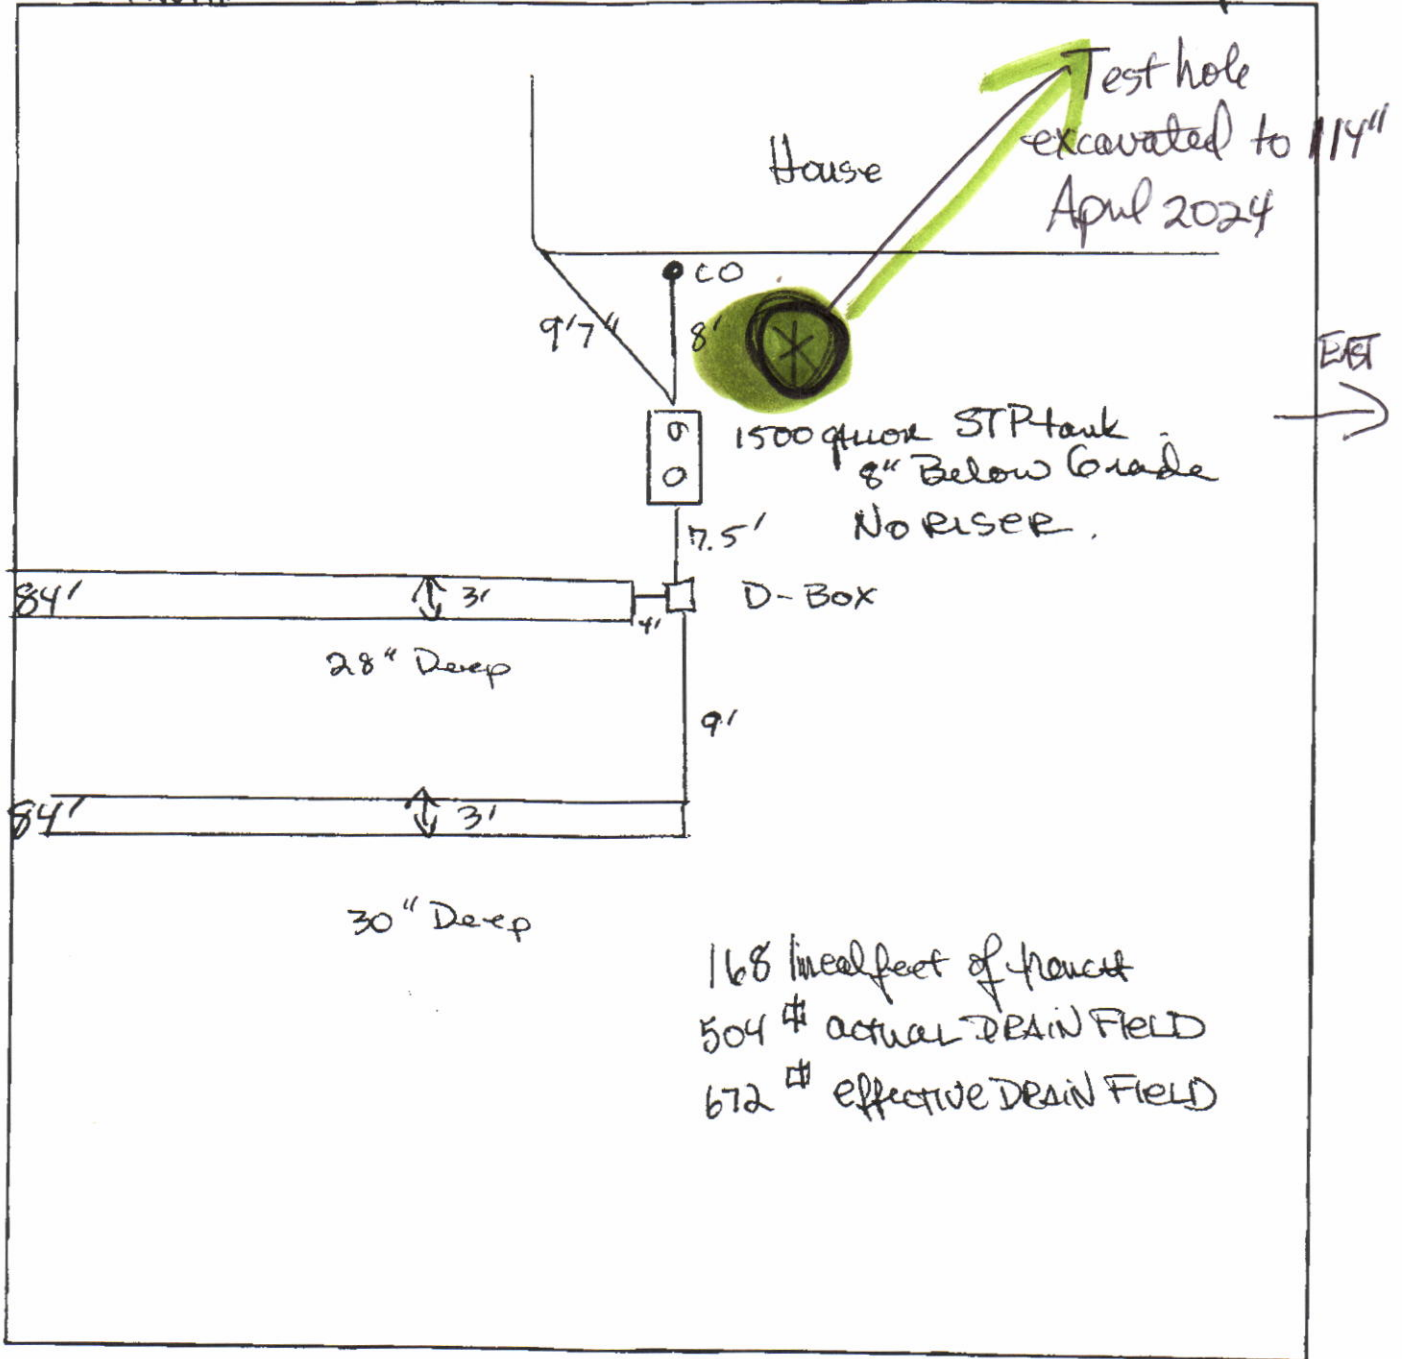 Test hole
excavated to 114"
April 2024
House
CO
9'7"
8'
EAST
1500 gallon STP tank
8" Below Grade
No RISER.
7.5'
84'
3'
4'
D-Box
28" Deep
9'
84'
3'
30" Deep
168 lineal feet of trench
504 ⌗ actual DRAIN FIELD
672 ⌗ effective DRAIN FIELD